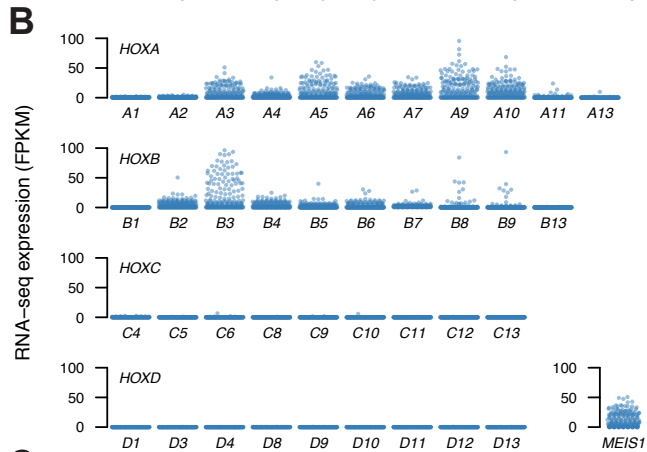 B
RNA–seq expression (FPKM)
HOXA
100
50
0
A1 A2 A3 A4 A5 A6 A7 A9 A10 A11 A13
HOXB
100
50
0
B1 B2 B3 B4 B5 B6 B7 B8 B9 B13
HOXC
100
50
0
C4 C5 C6 C8 C9 C10 C11 C12 C13
HOXD
100
50
0
D1 D3 D4 D8 D9 D10 D11 D12 D13
100
50
0
MEIS1